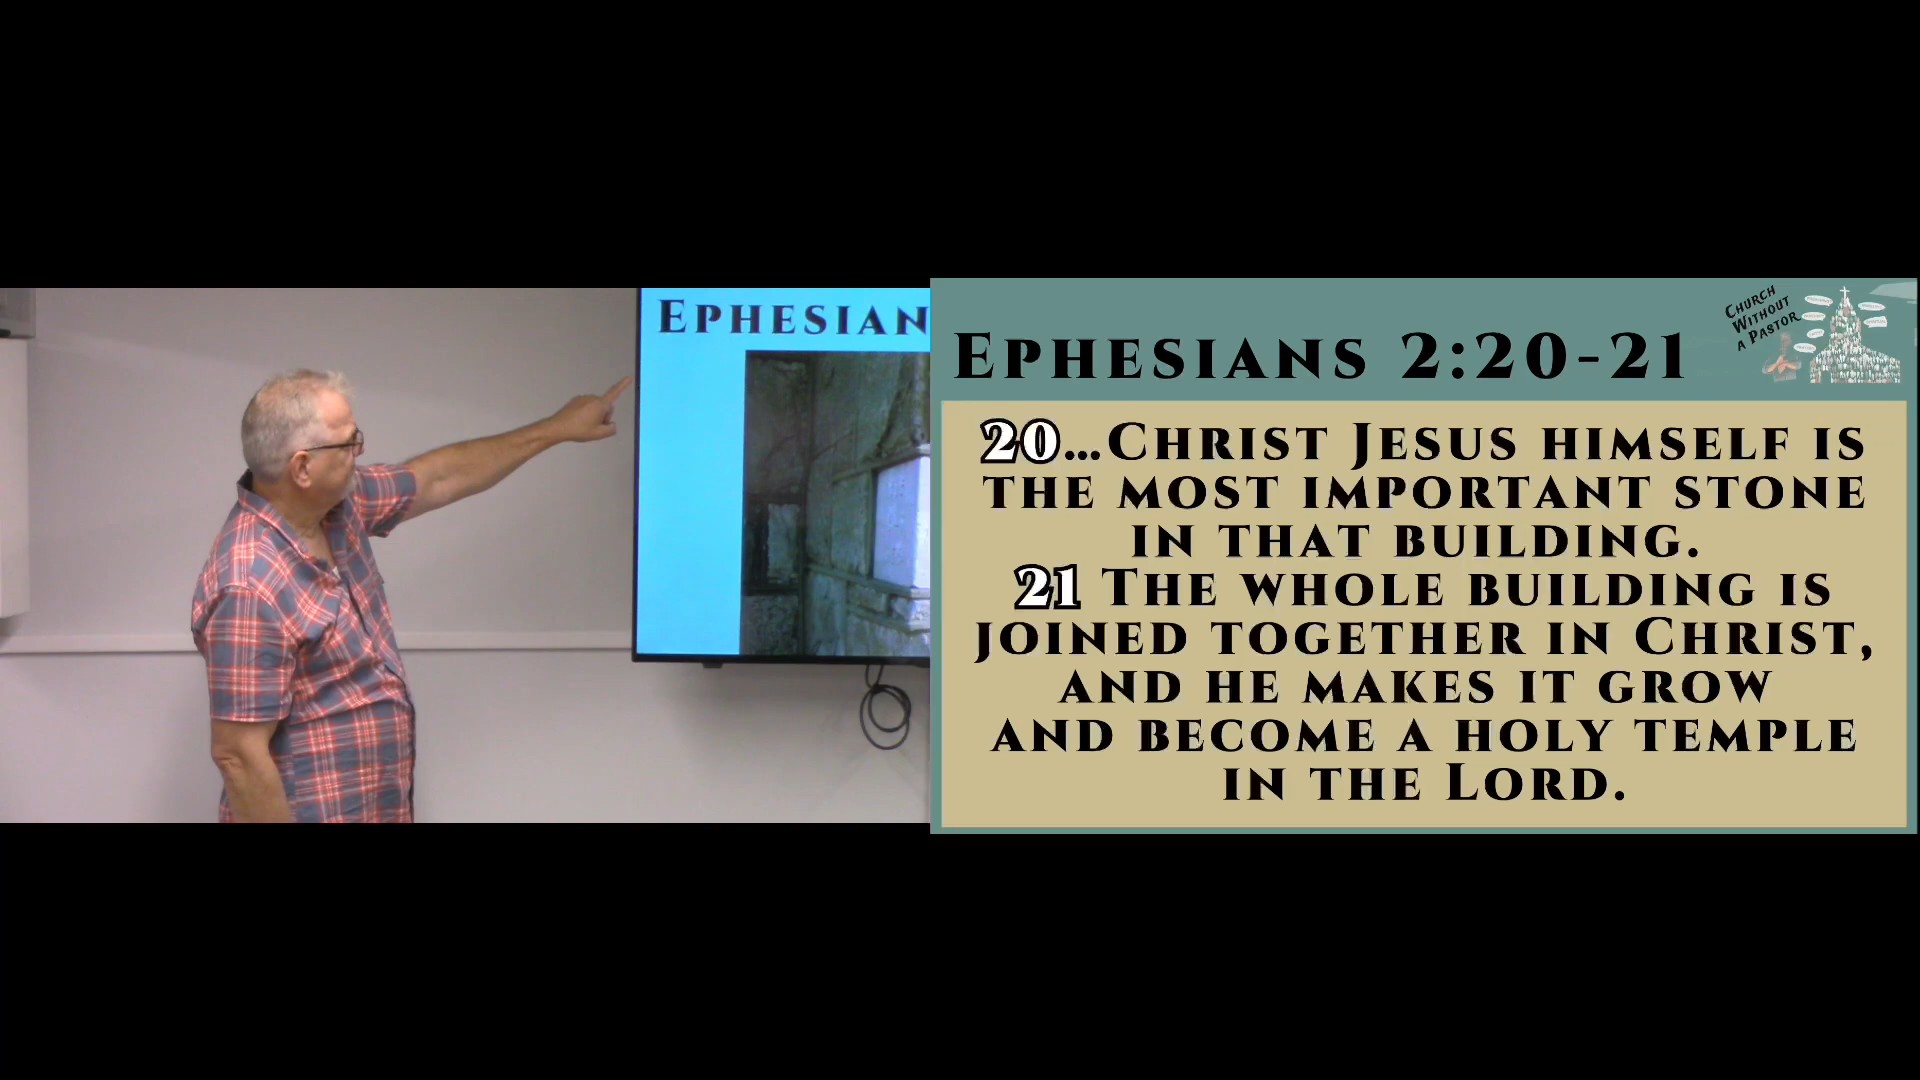 EPHESIAN
EPHESIANS 2:20-21
CHURCH
WITHOUT
A PASTOR
20...CHRIST JESUS HIMSELF IS
THE MOST IMPORTANT STONE
IN THAT BUILDING.
21 THE WHOLE BUILDING IS
JOINED TOGETHER IN CHRIST,
AND HE MAKES IT GROW
AND BECOME A HOLY TEMPLE
IN THE LORD.